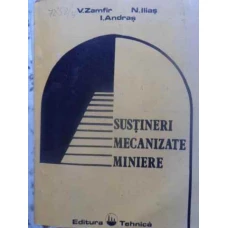 V.Zamfir N.Iliaș
I.Andraș
SUSȚINERI
MECANIZATE
MINIERE
Editura Tehnică